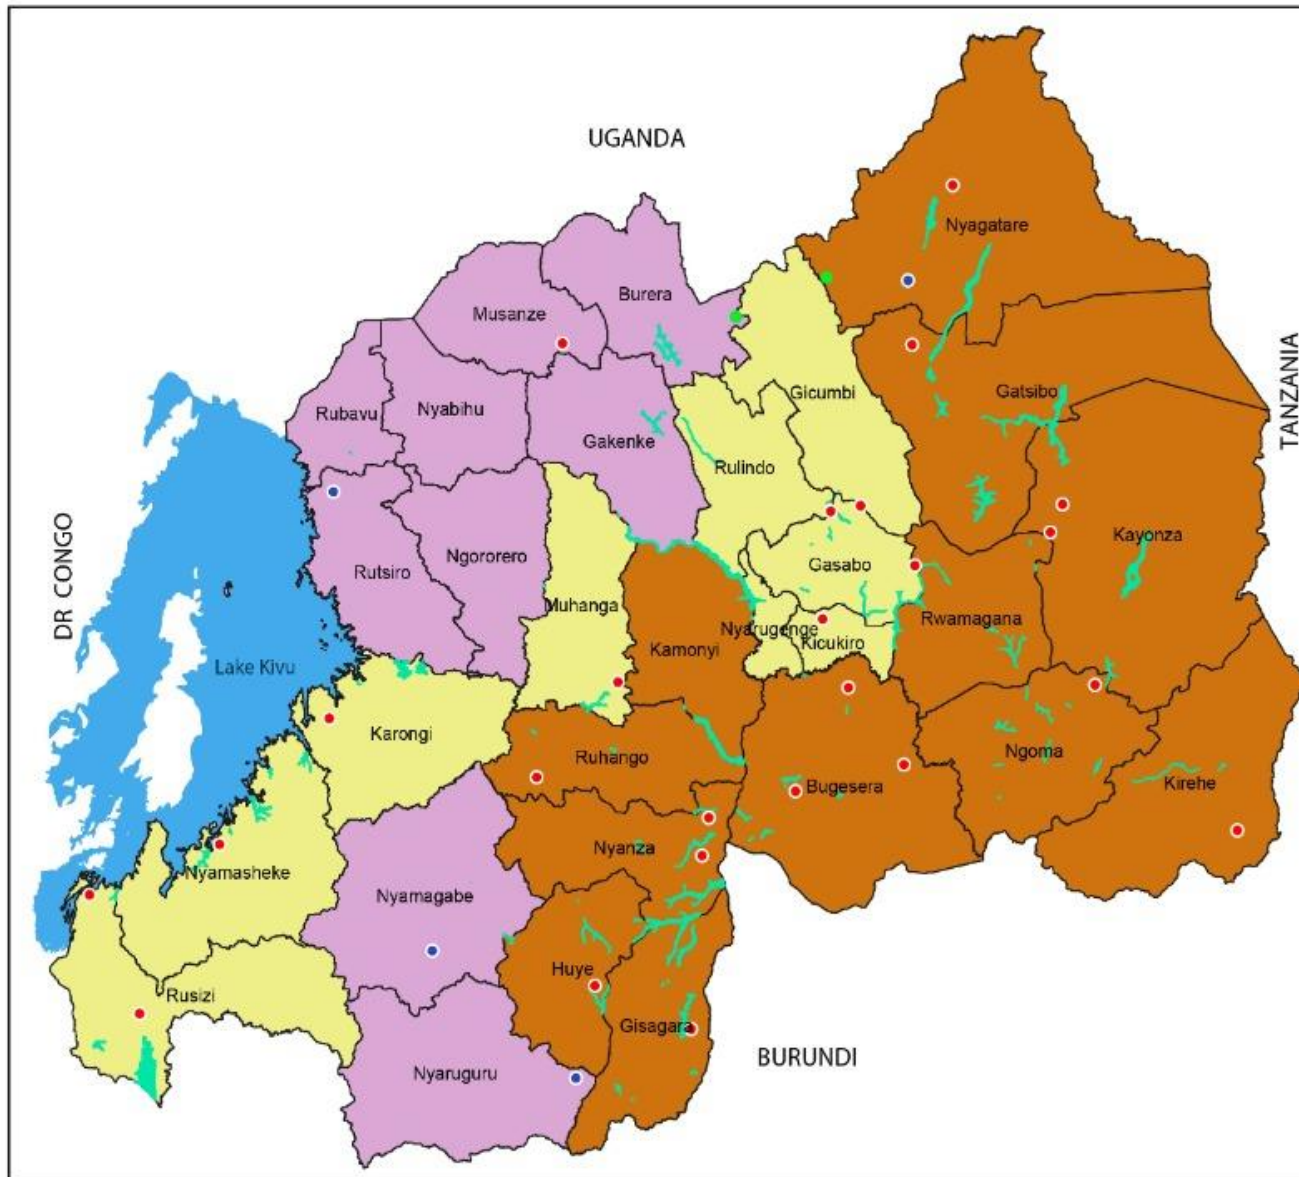 UGANDA
Nyagatare
Burera
Musanze
TANZANIA
Gatsibo
Gicumbi
Rubavu
Nyabihu
Gakenke
Rulindo
DR CONGO
Kayonza
Ngororero
Gasabo
Rutsiro
Muhanga
Rwamagana
Nyarugenge
Kicukiro
Kamonyi
Lake Kivu
Karongi
Ruhango
Ngoma
Bugesera
Kirehe
Nyanza
Nyamasheke
Nyamagabe
Huye
Rusizi
Gisagara
BURUNDI
Nyaruguru